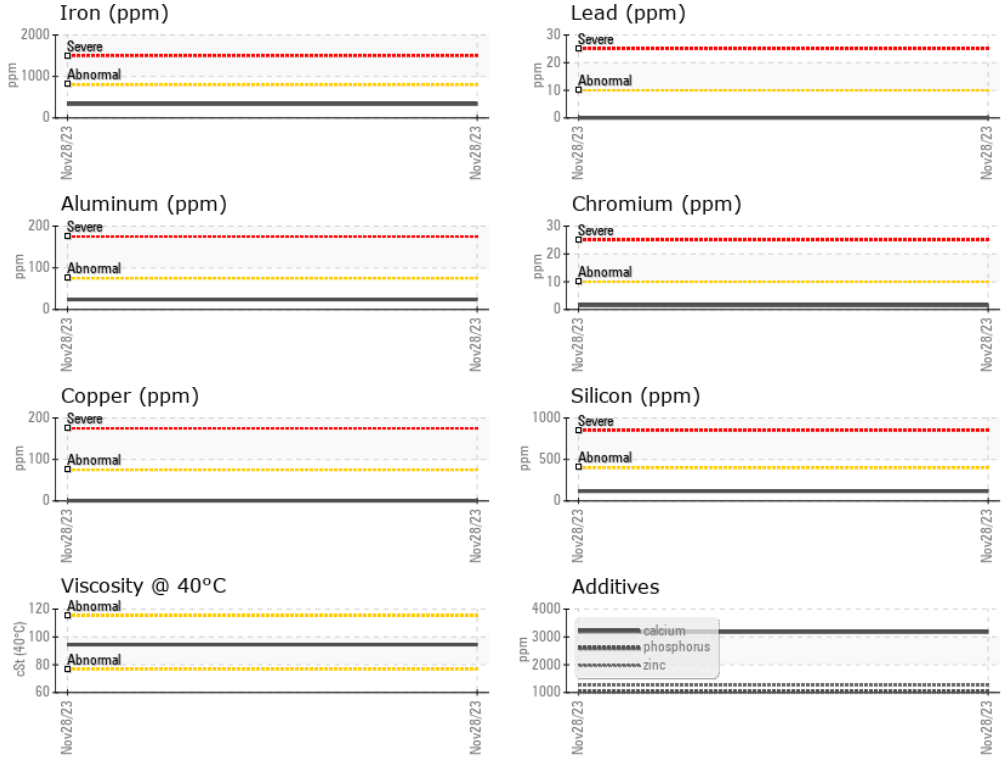 Iron (ppm)
2000
1000
0
ppm
Severe
Abnormal
Nov28/23
Nov28/23
Lead (ppm)
30
20
10
0
ppm
Severe
Abnormal
Nov28/23
Nov28/23
Aluminum (ppm)
200
100
0
ppm
Severe
Abnormal
Nov28/23
Nov28/23
Chromium (ppm)
30
20
10
0
ppm
Severe
Abnormal
Nov28/23
Nov28/23
Copper (ppm)
200
100
0
ppm
Severe
Abnormal
Nov28/23
Nov28/23
Silicon (ppm)
1000
500
0
ppm
Severe
Abnormal
Nov28/23
Nov28/23
Viscosity @ 40°C
120
100
80
60
cSt (40°C)
Abnormal
Abnormal
Nov28/23
Nov28/23
Additives
4000
3000
2000
1000
ppm
calcium
phosphorus
zinc
Nov28/23
Nov28/23